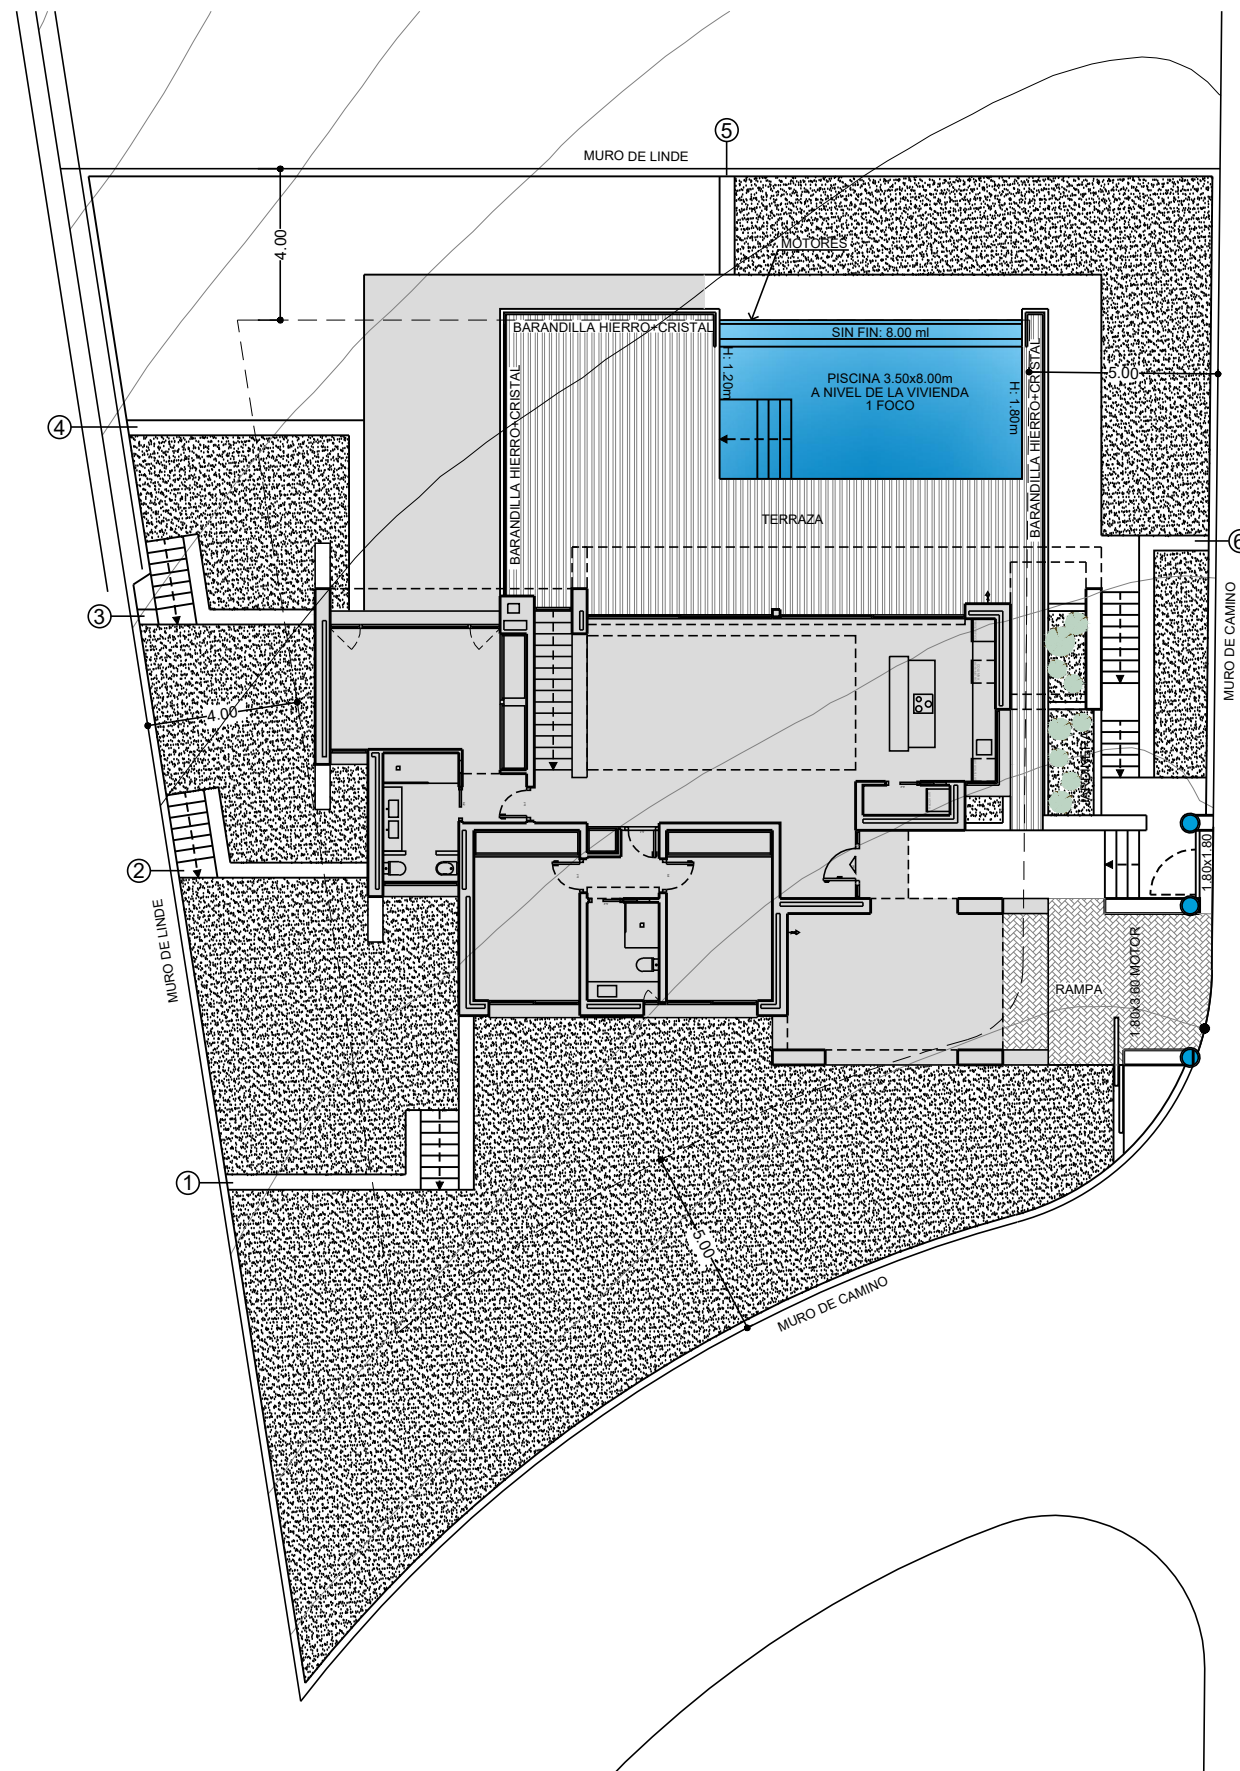 5
MURO DE LINDE
4.00
MOTORES
BARANDILLA HIERRO+CRISTAL
SIN FIN: 8.00 ml
H: 1.20m
PISCINA 3.50x8.00m
A NIVEL DE LA VIVIENDA
1 FOCO
H: 1.80m
5.00
BARANDILLA HIERRO+CRISTAL
BARANDILLA HIERRO+CRISTAL
4
TERRAZA
6
3
MURO DE CAMINO
4.00
2
1.80x1.80
MURO DE LINDE
1.80x3.80 MOTOR
RAMPA
1
5.00
MURO DE CAMINO